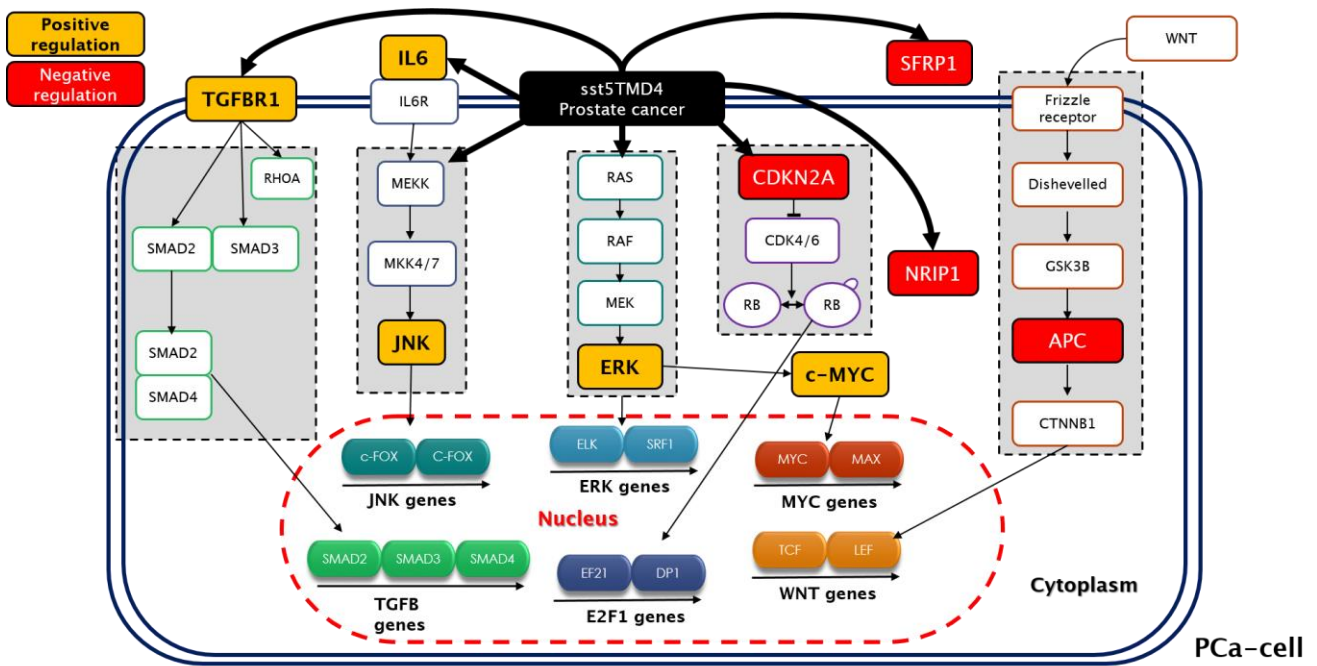 Positive
regulation
Negative
regulation
TGFBR1
IL6
IL6R
sst5TMD4
Prostate cancer
SFRP1
WNT
Frizzle
receptor
RHOA
SMAD2
SMAD3
SMAD2
SMAD4
MEKK
MKK4/7
JNK
RAS
RAF
MEK
ERK
CDKN2A
CDK4/6
RB
RB
NRIP1
c-MYC
Dishevelled
GSK3B
APC
CTNNB1
c-FOX
C-FOX
JNK genes
ELK
SRF1
ERK genes
MYC
MAX
MYC genes
Nucleus
SMAD2
SMAD3
SMAD4
TGFB
genes
EF21
DP1
E2F1 genes
TCF
LEF
WNT genes
Cytoplasm
PCa-cell